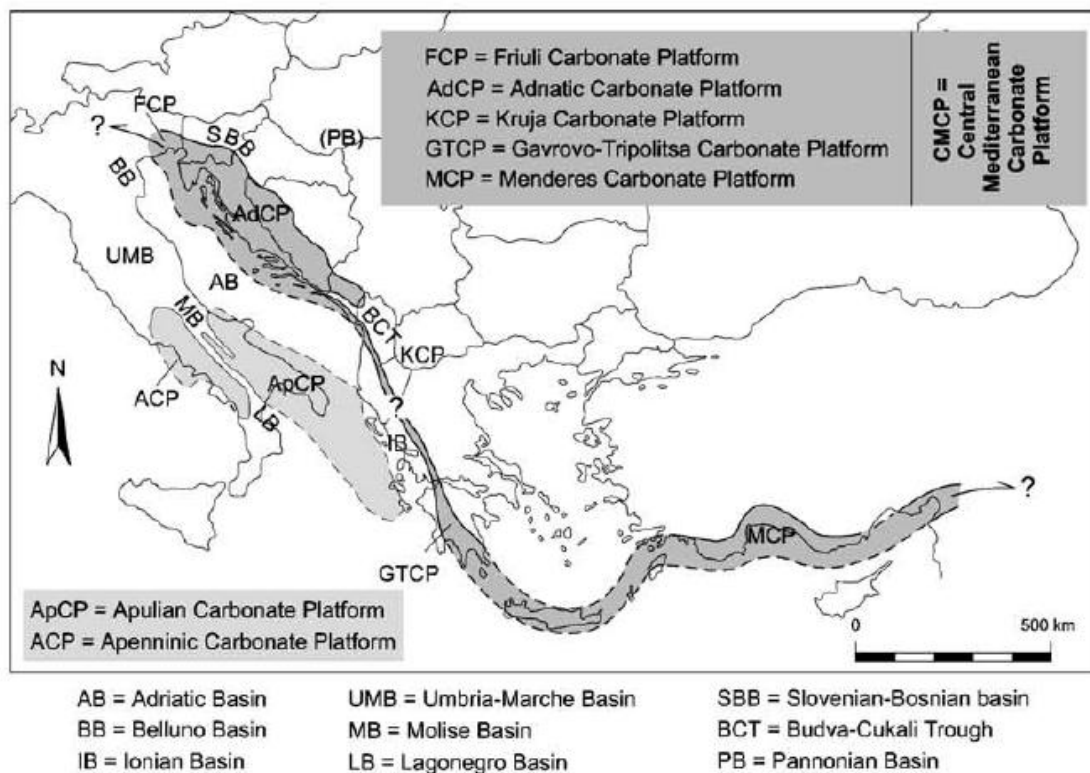 FCP = Friuli Carbonate Platform
AdCP = Adriatic Carbonate Platform
KCP = Kruja Carbonate Platform
GTCP = Gavrovo-Tripolitsa Carbonate Platform
MCP = Menderes Carbonate Platform
CMCP =
Central
Mediterranean
Carbonate
Platform
FCP
?
SBB
(PB)
BB
AdCP
UMB
AB
MB
BCT
KCP
ApCP
ACP
N
LB
?
IB
?
MCP
GTCP
ApCP = Apulian Carbonate Platform
ACP = Apenninic Carbonate Platform
0 500 km
AB = Adriatic Basin UMB = Umbria-Marche Basin SBB = Slovenian-Bosnian basin
BB = Belluno Basin MB = Molise Basin BCT = Budva-Cukali Trough
IB = Ionian Basin LB = Lagonegro Basin PB = Pannonian Basin